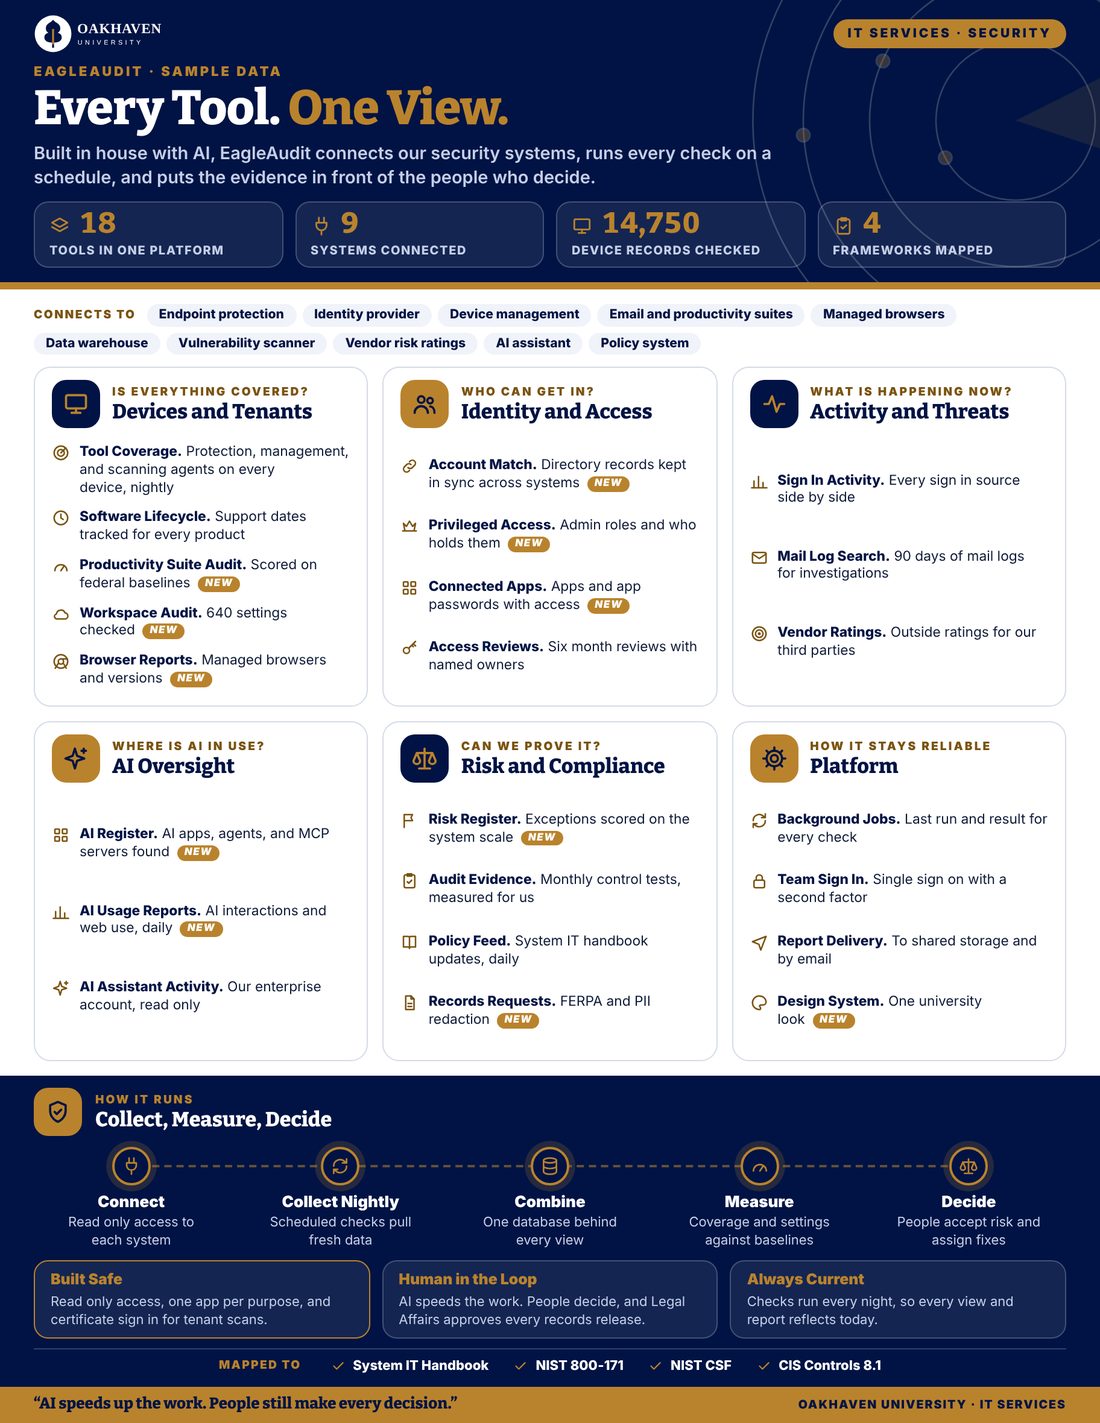 OAKHAVEN
UNIVERSITY
IT SERVICES · SECURITY
EAGLEAUDIT · SAMPLE DATA
Every Tool. One View.
Built in house with AI, EagleAudit connects our security systems, runs every check on a
schedule, and puts the evidence in front of the people who decide.
18
TOOLS IN ONE PLATFORM
9
SYSTEMS CONNECTED
14,750
DEVICE RECORDS CHECKED
4
FRAMEWORKS MAPPED
CONNECTS TO Endpoint protection Identity provider Device management Email and productivity suites Managed browsers
Data warehouse Vulnerability scanner Vendor risk ratings AI assistant Policy system
IS EVERYTHING COVERED?
Devices and Tenants
Tool Coverage. Protection, management,
and scanning agents on every
device, nightly
Software Lifecycle. Support dates
tracked for every product
Productivity Suite Audit. Scored on
federal baselines NEW
Workspace Audit. 640 settings
checked NEW
Browser Reports. Managed browsers
and versions NEW
WHO CAN GET IN?
Identity and Access
Account Match. Directory records kept
in sync across systems NEW
Privileged Access. Admin roles and who
holds them NEW
Connected Apps. Apps and app
passwords with access NEW
Access Reviews. Six month reviews with
named owners
WHAT IS HAPPENING NOW?
Activity and Threats
Sign In Activity. Every sign in source
side by side
Mail Log Search. 90 days of mail logs
for investigations
Vendor Ratings. Outside ratings for our
third parties
WHERE IS AI IN USE?
AI Oversight
AI Register. AI apps, agents, and MCP
servers found NEW
AI Usage Reports. AI interactions and
web use, daily NEW
AI Assistant Activity. Our enterprise
account, read only
CAN WE PROVE IT?
Risk and Compliance
Risk Register. Exceptions scored on the
system scale NEW
Audit Evidence. Monthly control tests,
measured for us
Policy Feed. System IT handbook
updates, daily
Records Requests. FERPA and PII
redaction NEW
HOW IT STAYS RELIABLE
Platform
Background Jobs. Last run and result for
every check
Team Sign In. Single sign on with a
second factor
Report Delivery. To shared storage and
by email
Design System. One university
look NEW
HOW IT RUNS
Collect, Measure, Decide
Connect
Read only access to
each system
Collect Nightly
Scheduled checks pull
fresh data
Combine
One database behind
every view
Measure
Coverage and settings
against baselines
Decide
People accept risk and
assign fixes
Built Safe
Read only access, one app per purpose, and
certificate sign in for tenant scans.
Human in the Loop
AI speeds the work. People decide, and Legal
Affairs approves every records release.
Always Current
Checks run every night, so every view and
report reflects today.
MAPPED TO System IT Handbook NIST 800-171 NIST CSF CIS Controls 8.1
“AI speeds up the work. People still make every decision.”
OAKHAVEN UNIVERSITY · IT SERVICES